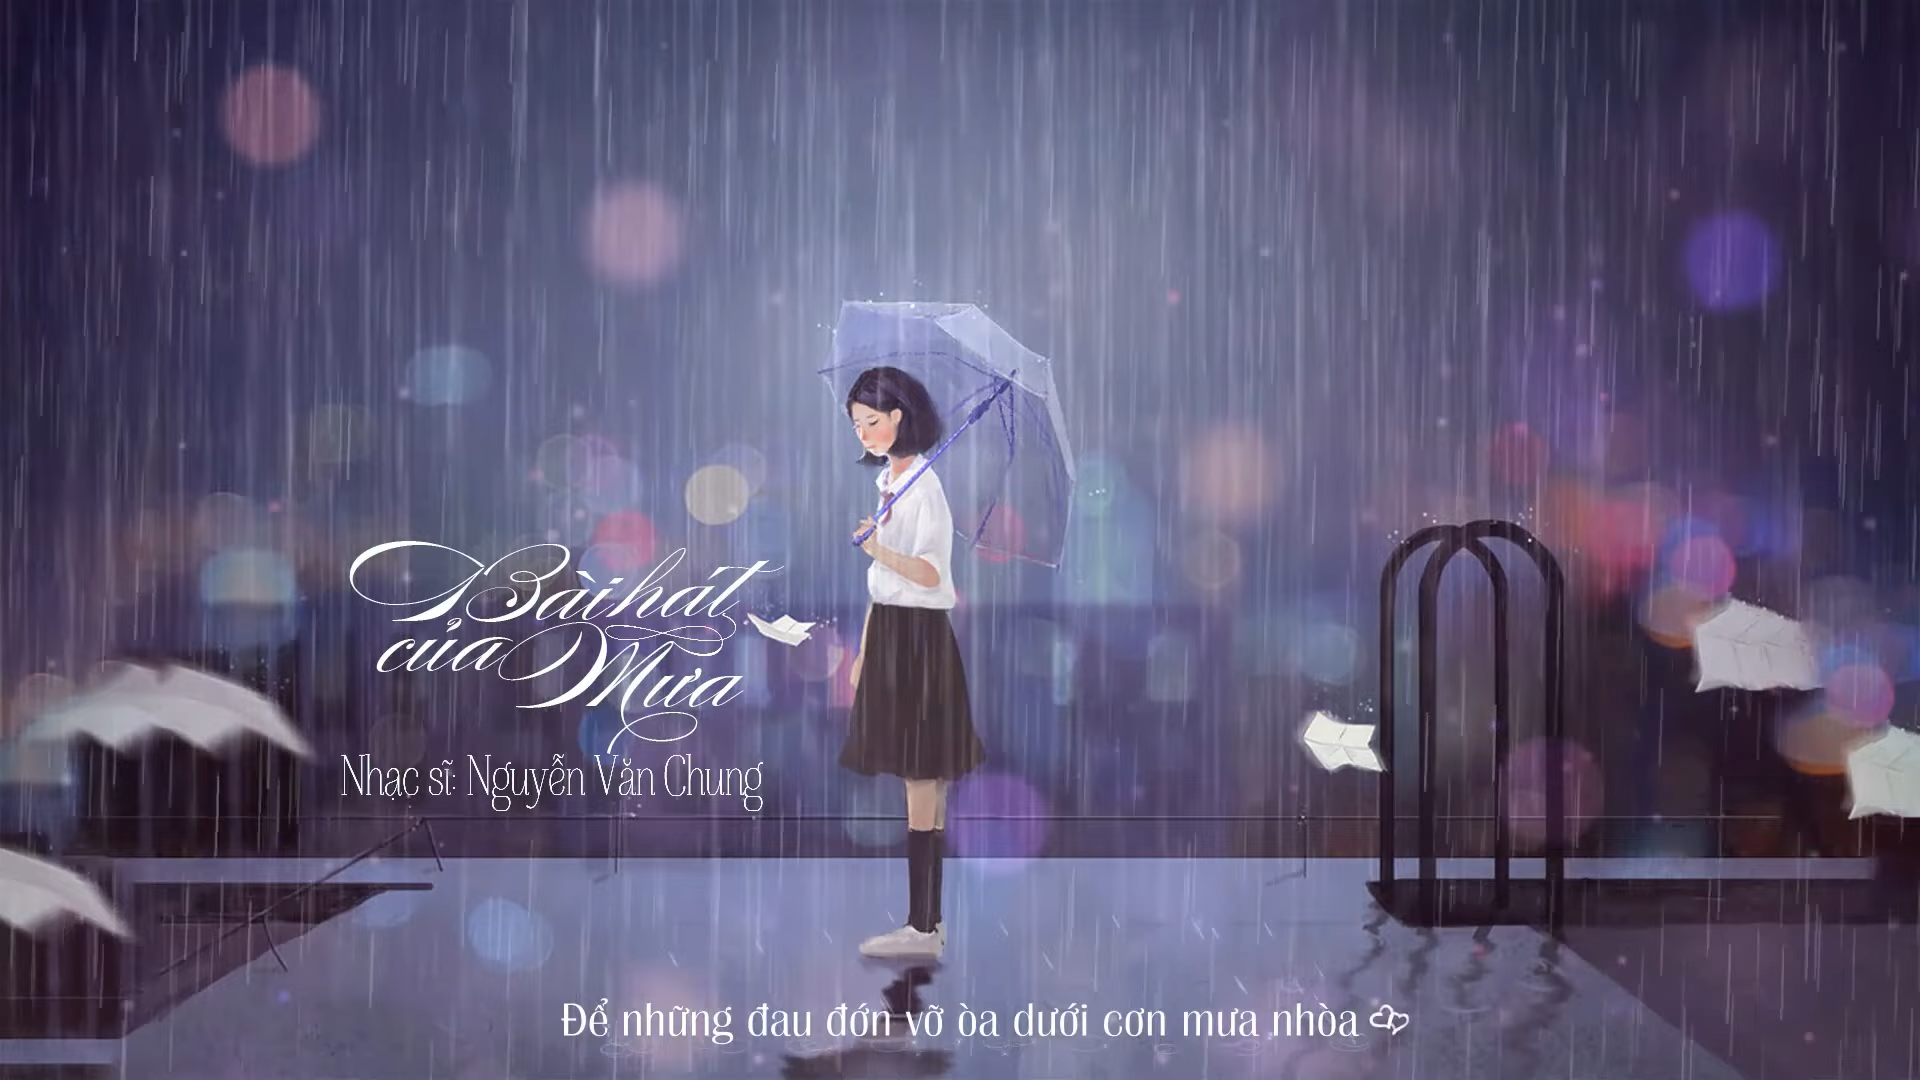 Bài hát
của Mưa
Nhạc sĩ: Nguyễn Văn Chung
Để những đau đớn vỡ òa dưới cơn mưa nhòa